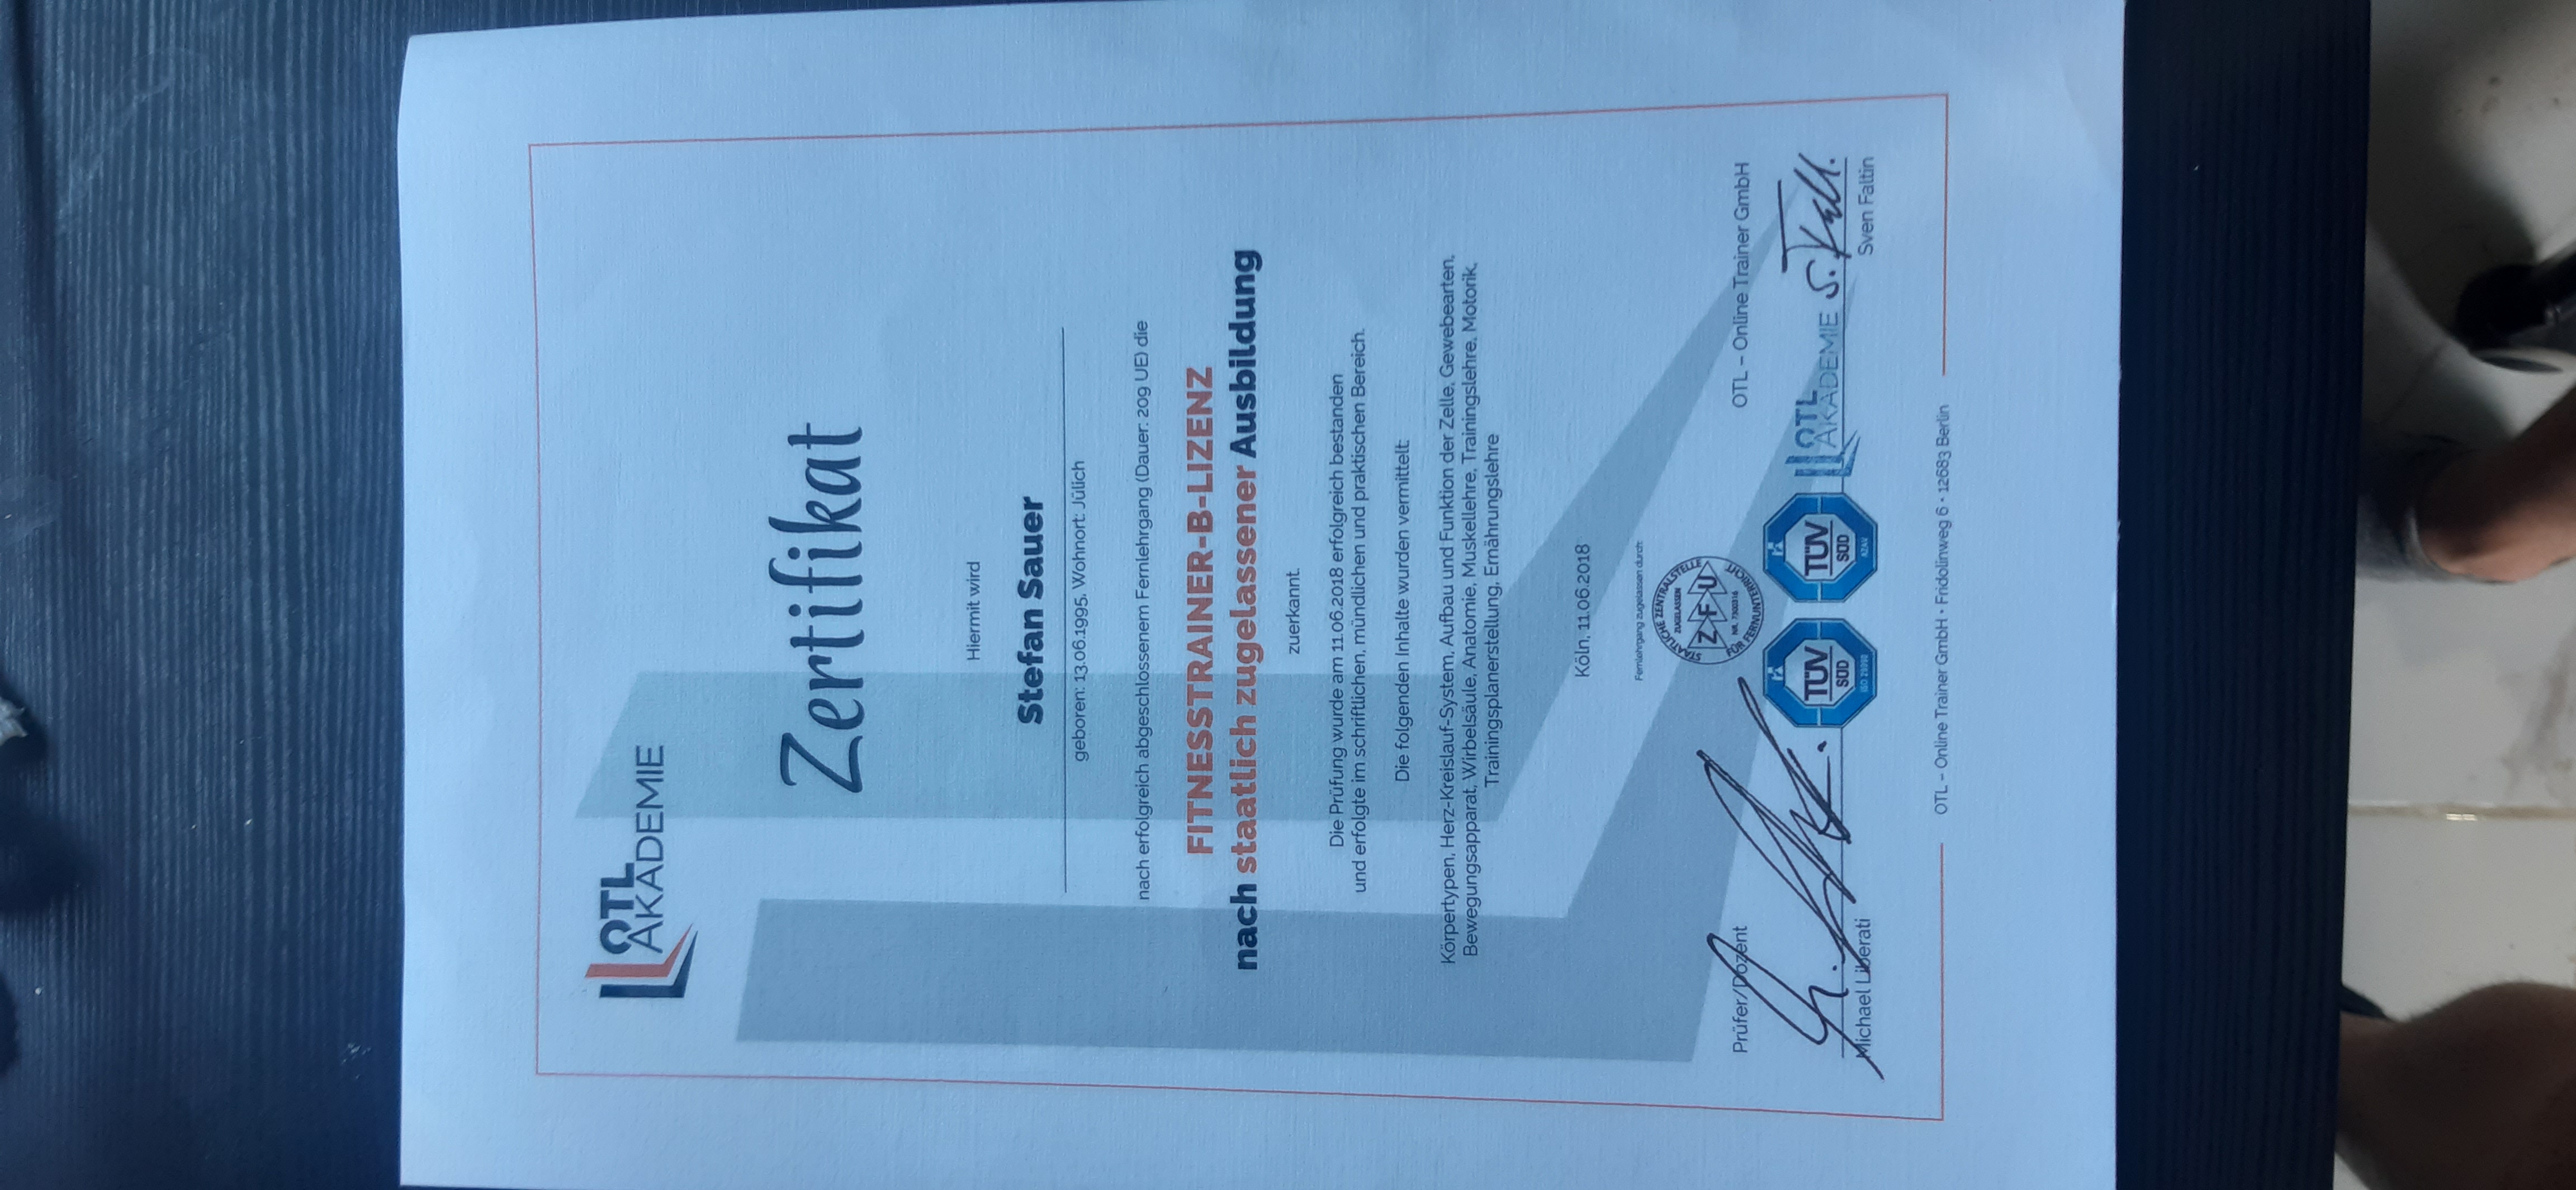 OTL
AKADEMIE
Zertifikat
Hiermit wird
Stefan Sauer
geboren: 13.06.1995, Wohnort: Jülich
nach erfolgreich abgeschlossenem Fernlehrgang (Dauer: 209 UE) die
FITNESSTRAINER-B-LIZENZ
nach staatlich zugelassener Ausbildung
zuerkannt.
Die Prüfung wurde am 11.06.2018 erfolgreich bestanden
und erfolgte im schriftlichen, mündlichen und praktischen Bereich.
Die folgenden Inhalte wurden vermittelt:
Körpertypen, Herz-Kreislauf-System, Aufbau und Funktion der Zelle, Gewebearten,
Bewegungsapparat, Wirbelsäule, Anatomie, Muskellehre, Trainingslehre, Motorik,
Trainingsplanerstellung, Ernährungslehre
Köln, 11.06.2018
Fernlehrgang zugelassen durch:
STAATLICHE ZENTRALSTELLE
ZUGELASSEN
ZFU
NR. 7300316
FÜR FERNUNTERRICHT
Prüfer/Dozent
OTL – Online Trainer GmbH
TÜV
SÜD
ISO 29990
TÜV
SÜD
AZAV
OTL
AKADEMIE
Michael Liberati
Sven Faltin
OTL – Online Trainer GmbH • Fridolinweg 6 • 12683 Berlin